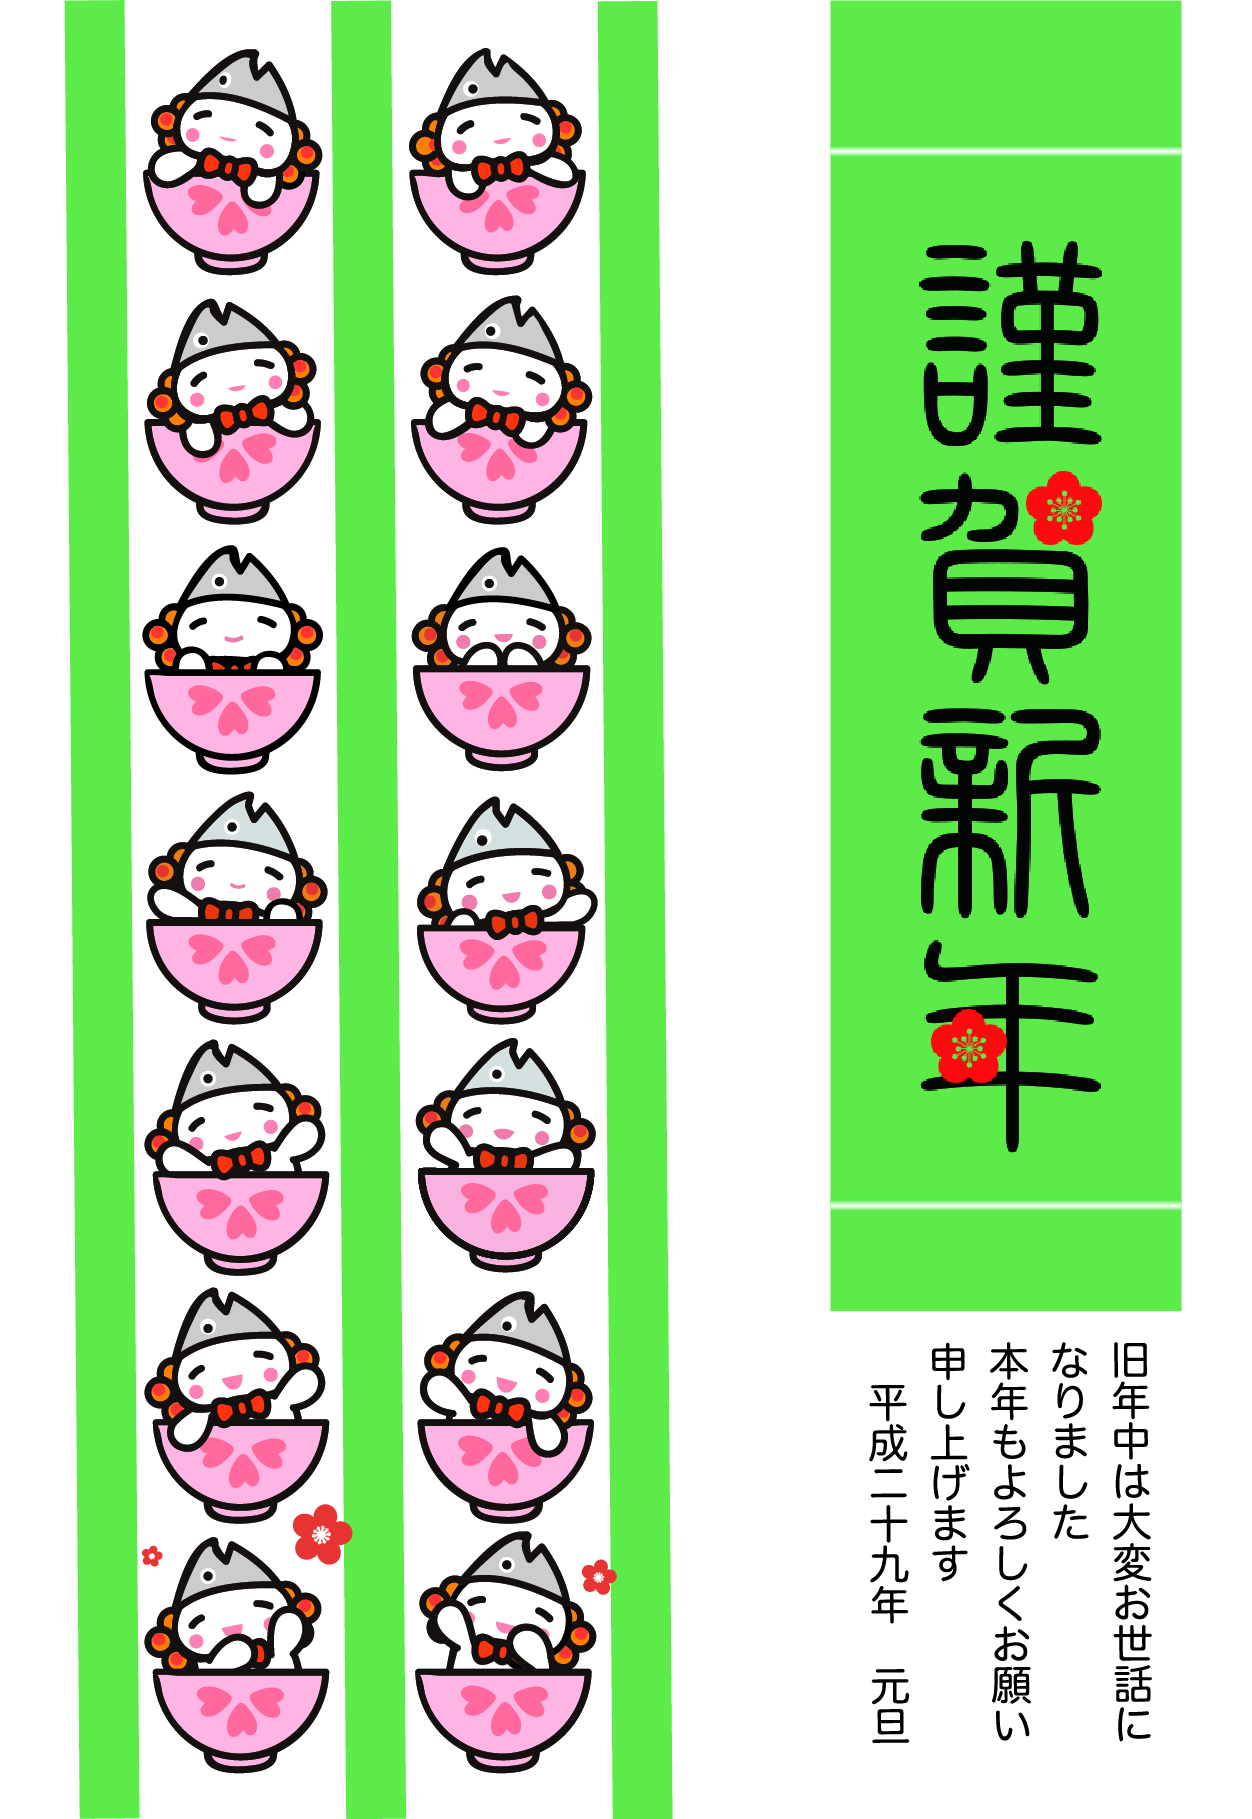 謹賀新年
旧年中は大変お世話に
なりました
本年もよろしくお願い
申し上げます
平成二十九年　元旦